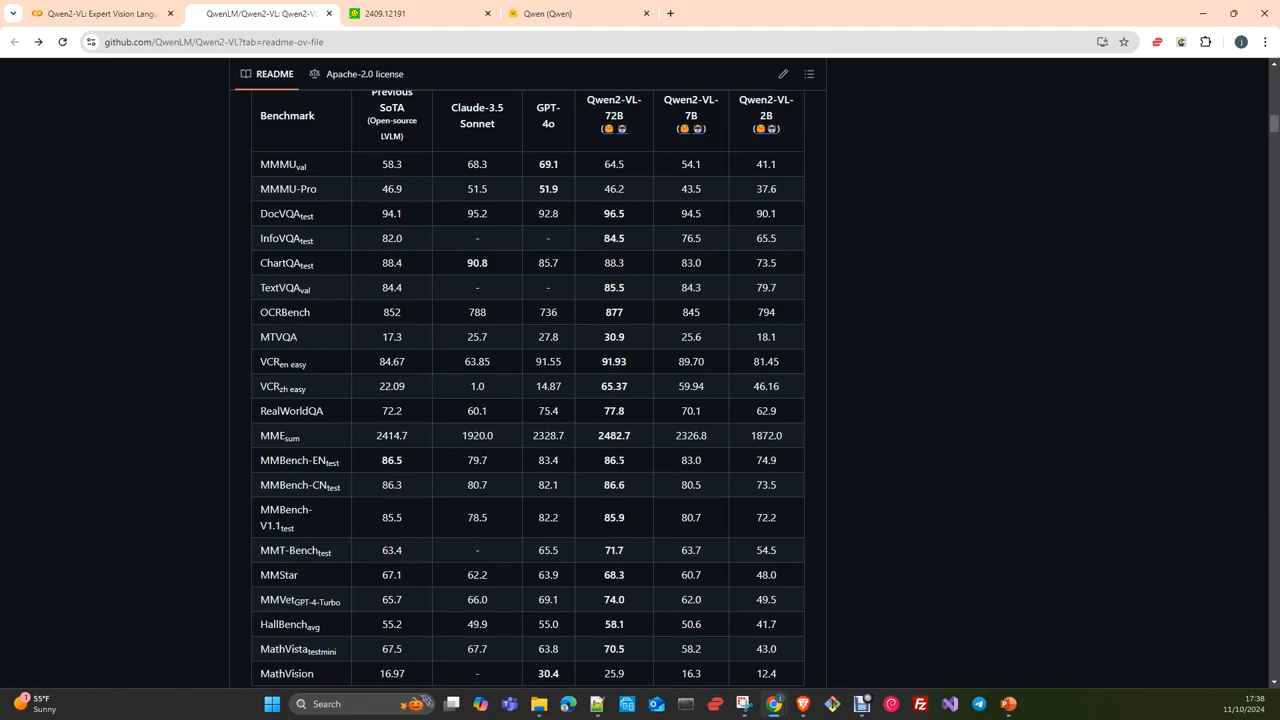 Qwen2-VL: Expert Vision Langu
QwenLM/Qwen2-VL: Qwen2-VL
2409.12191
Qwen (Qwen)
github.com/QwenLM/Qwen2-VL?tab=readme-ov-file
README Apache-2.0 license
Benchmark Previous SoTA (Open-source LVLM) Claude-3.5 Sonnet GPT-4o Qwen2-VL-72B Qwen2-VL-7B Qwen2-VL-2B
MMMUval 58.3 68.3 69.1 64.5 54.1 41.1
MMMU-Pro 46.9 51.5 51.9 46.2 43.5 37.6
DocVQAtest 94.1 95.2 92.8 96.5 94.5 90.1
InfoVQAtest 82.0 - - 84.5 76.5 65.5
ChartQAtest 88.4 90.8 85.7 88.3 83.0 73.5
TextVQAval 84.4 - - 85.5 84.3 79.7
OCRBench 852 788 736 877 845 794
MTVQA 17.3 25.7 27.8 30.9 25.6 18.1
VCRen easy 84.67 63.85 91.55 91.93 89.70 81.45
VCRzh easy 22.09 1.0 14.87 65.37 59.94 46.16
RealWorldQA 72.2 60.1 75.4 77.8 70.1 62.9
MMEsum 2414.7 1920.0 2328.7 2482.7 2326.8 1872.0
MMBench-ENtest 86.5 79.7 83.4 86.5 83.0 74.9
MMBench-CNtest 86.3 80.7 82.1 86.6 80.5 73.5
MMBench-V1.1test 85.5 78.5 82.2 85.9 80.7 72.2
MMT-Benchtest 63.4 - 65.5 71.7 63.7 54.5
MMStar 67.1 62.2 63.9 68.3 60.7 48.0
MMVetGPT-4-Turbo 65.7 66.0 69.1 74.0 62.0 49.5
HallBenchavg 55.2 49.9 55.0 58.1 50.6 41.7
MathVistatestmini 67.5 67.7 63.8 70.5 58.2 43.0
MathVision 16.97 - 30.4 25.9 16.3 12.4
1
55°F
Sunny
Search
17:38
11/10/2024